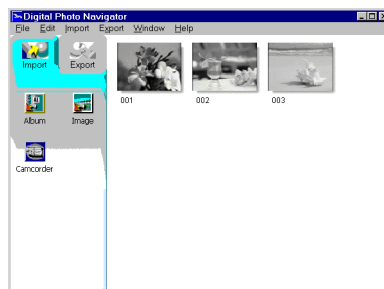 Digital Photo Navigator
File Edit Import Export Window Help
Import Export
001 002 003
Album Image
Camcorder